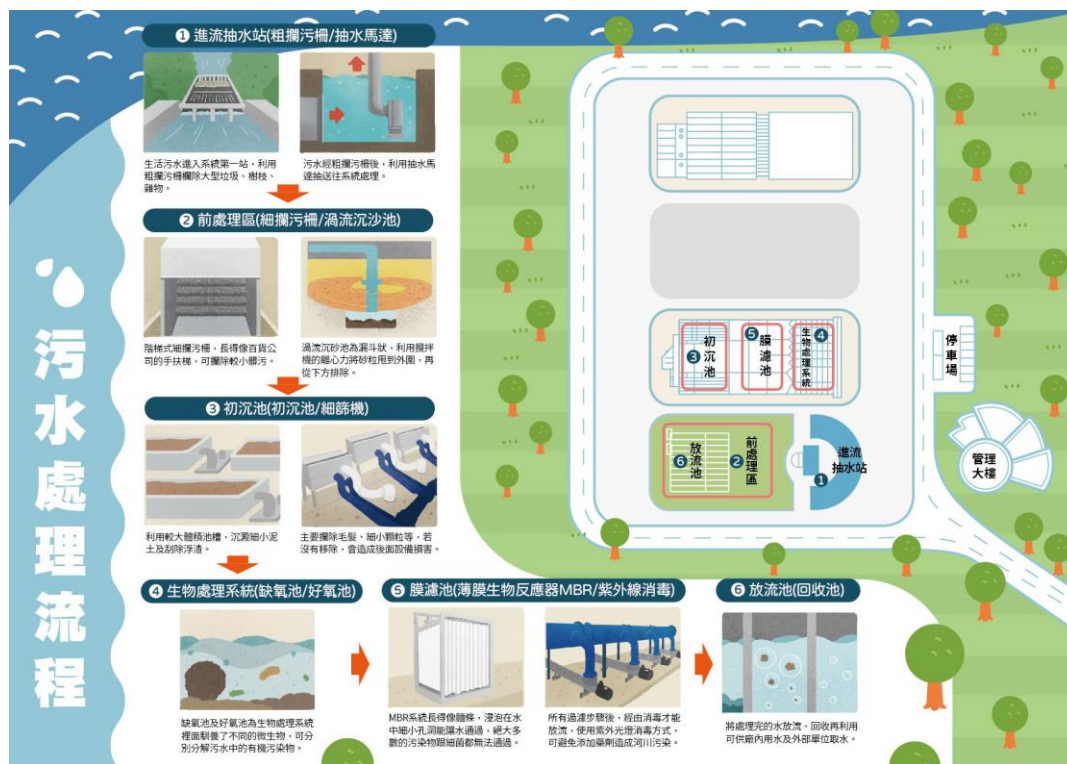 污水處理流程
❶ 進流抽水站(粗攔污柵/抽水馬達)
生活污水進入系統第一站，利用
粗攔污柵欄除大型垃圾、樹枝、
雜物。
污水經粗攔污柵後，利用抽水馬
達抽送往系統處理。
❷ 前處理區(細攔污柵/渦流沉沙池)
階梯式細攔污柵，長得像百貨公
司的手扶梯，可攔除較小髒污。
渦流沉砂池為漏斗狀，利用攪拌
機的離心力將砂粒甩到外圍，再
從下方排除。
❸ 初沉池(初沉池/細篩機)
利用較大體積池槽，沉澱細小泥
土及刮除浮渣。
主要攔除毛髮、細小顆粒等，若
沒有移除，會造成後面設備損害。
❹ 生物處理系統(缺氧池/好氧池)
缺氧池及好氧池為生物處理系統
裡面馴養了不同的微生物，可分
別分解污水中的有機污染物。
❺ 膜濾池(薄膜生物反應器MBR/紫外線消毒)
MBR系統長得像麵條，浸泡在水
中細小孔洞能讓水通過，絕大多
數的污染物跟細菌都無法通過。
所有過濾步驟後，經由消毒才能
放流，使用紫外光燈消毒方式，
可避免添加藥劑造成河川污染。
❻ 放流池(回收池)
將處理完的水放流、回收再利用
可供廠內用水及外部單位取水。
❸ 初沉池
❺ 膜濾池
❹ 生物處理系統
❻ 放流池
❷ 前處理區
進流
抽水站
❶
停車場
管理
大樓